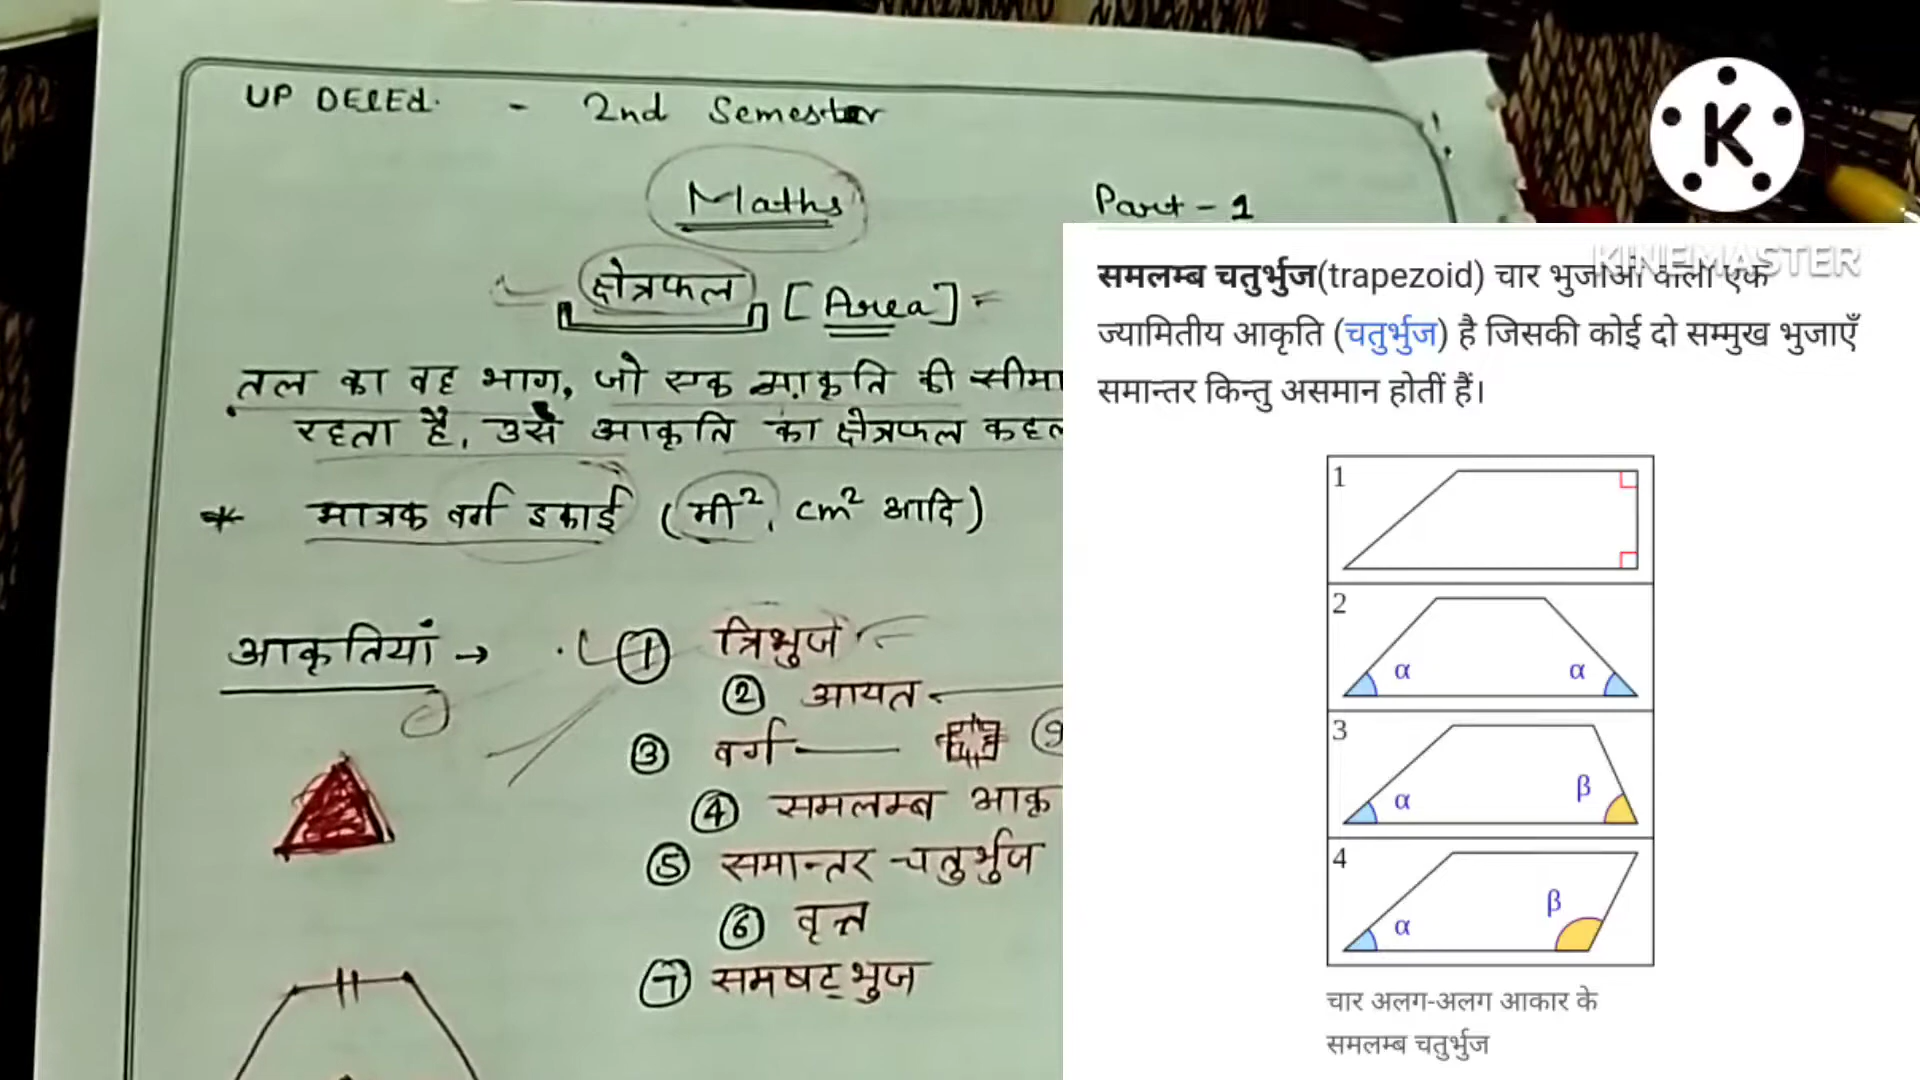 UP DELEd. - 2nd Semester
Maths
Part - 1
क्षेत्रफल [Area]
तल का वह भाग, जो एक आकृति की सीमा
रहता है, उसे आकृति का क्षेत्रफल
* मात्रक वर्ग इकाई (मी², cm² आदि)
आकृतियां → ① त्रिभुज
② आयत
③ वर्ग
④ समलम्ब
⑤ समान्तर चतुर्भुज
⑥ वृत्त
⑦ समषट्भुज
K
KINEMASTER
समलम्ब चतुर्भुज(trapezoid) चार भुजाओं वाली एक
ज्यामितीय आकृति (चतुर्भुज) है जिसकी कोई दो सम्मुख भुजाएँ
समान्तर किन्तु असमान होतीं हैं।
1
2
α α
3
α β
4
α β
चार अलग-अलग आकार के
समलम्ब चतुर्भुज